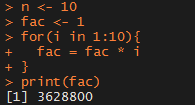 > n <- 10
> fac <- 1
> for(i in 1:10){
+   fac = fac * i
+ }
> print(fac)
[1] 3628800